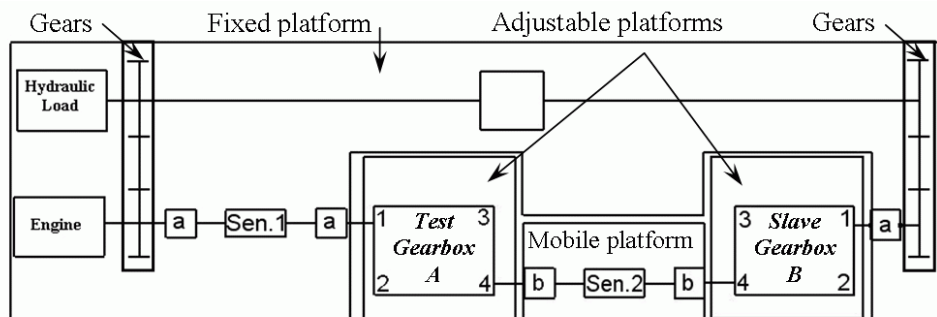 Gears
Fixed platform
Adjustable platforms
Gears
Hydraulic
Load
Engine
a
Sen.1
a
1
3
Test
Gearbox
A
2
4
Mobile platform
b
Sen.2
b
3
1
Slave
Gearbox
B
4
2
a